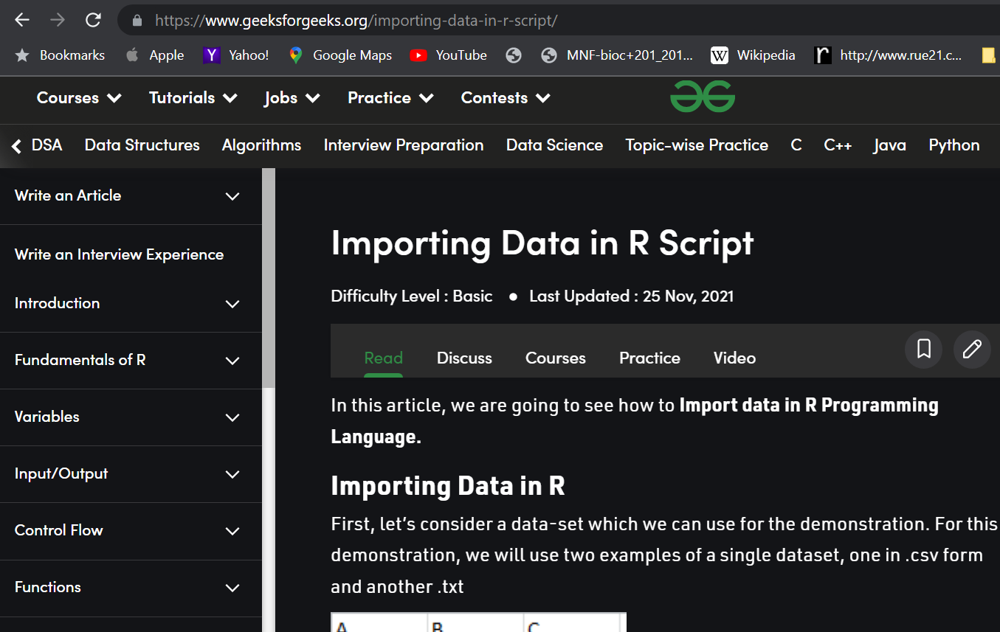 https://www.geeksforgeeks.org/importing-data-in-r-script/
Bookmarks Apple Yahoo! Google Maps YouTube MNF-bioc+201_201... Wikipedia http://www.rue21.c...
Courses Tutorials Jobs Practice Contests
DSA Data Structures Algorithms Interview Preparation Data Science Topic-wise Practice C C++ Java Python
Write an Article
Write an Interview Experience
Introduction
Fundamentals of R
Variables
Input/Output
Control Flow
Functions
Importing Data in R Script
Difficulty Level : Basic ● Last Updated : 25 Nov, 2021
Read Discuss Courses Practice Video
In this article, we are going to see how to Import data in R Programming
Language.
Importing Data in R
First, let’s consider a data-set which we can use for the demonstration. For this
demonstration, we will use two examples of a single dataset, one in .csv form
and another .txt
A B C